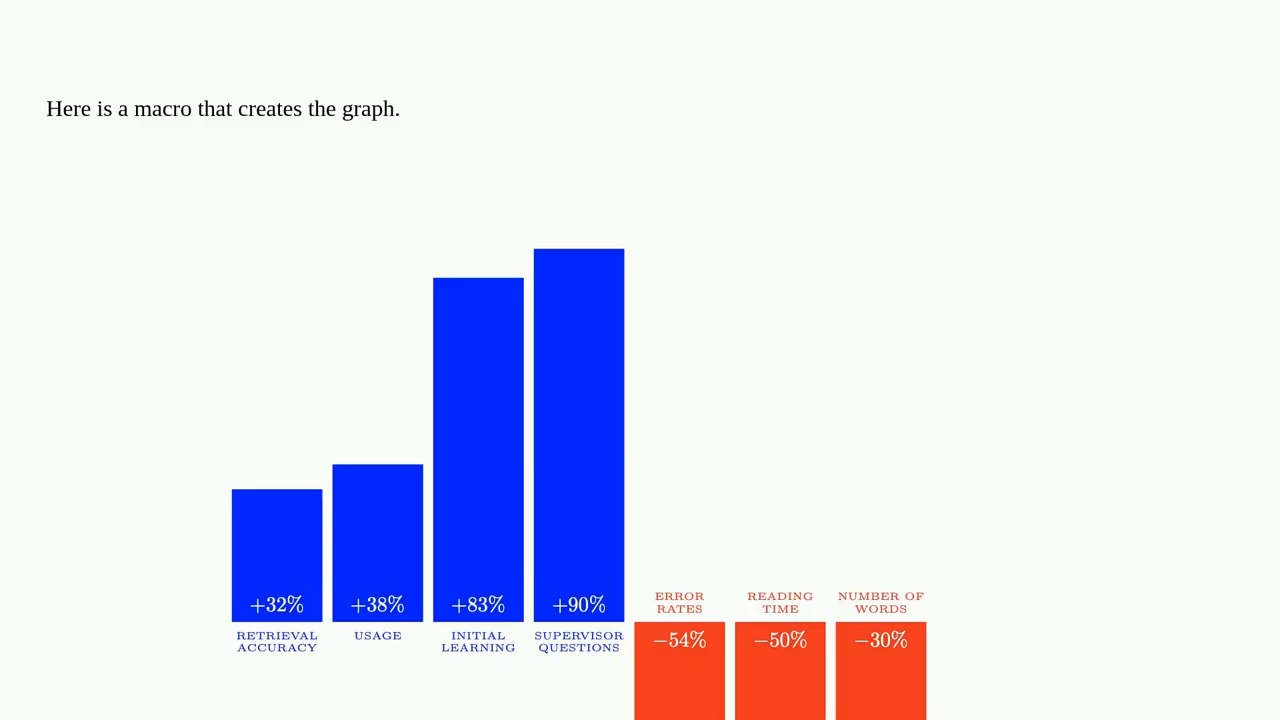 Here is a macro that creates the graph.
+32%
+38%
+83%
+90%
RETRIEVAL
ACCURACY
USAGE
INITIAL
LEARNING
SUPERVISOR
QUESTIONS
ERROR
RATES
READING
TIME
NUMBER OF
WORDS
−54%
−50%
−30%